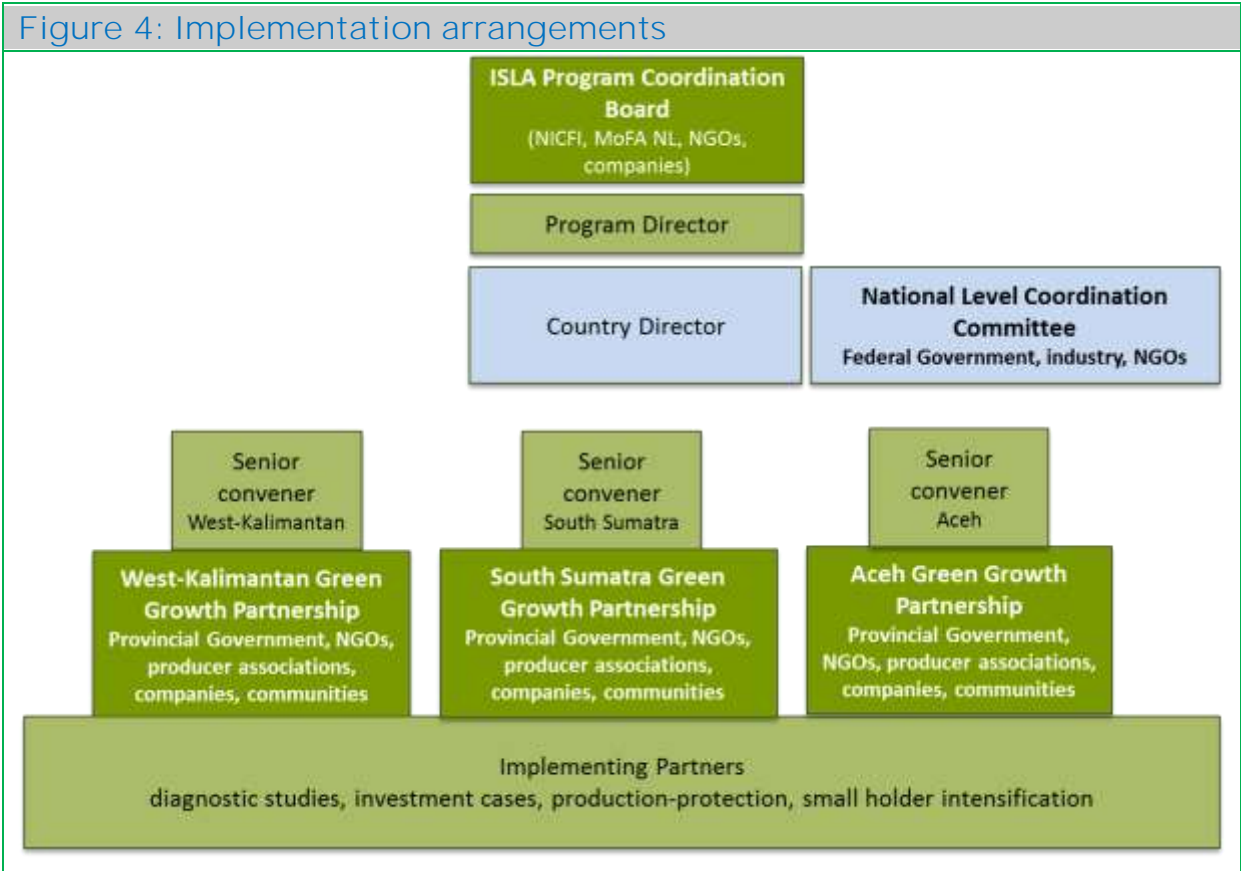 Figure 4: Implementation arrangements
ISLA Program Coordination
Board
(NICFI, MoFA NL, NGOs,
companies)
Program Director
Country Director
National Level Coordination
Committee
Federal Government, industry, NGOs
Senior
convener
West-Kalimantan
Senior
convener
South Sumatra
Senior
convener
Aceh
West-Kalimantan Green
Growth Partnership
Provincial Government, NGOs,
producer associations,
companies, communities
South Sumatra Green
Growth Partnership
Provincial Government, NGOs,
producer associations,
companies, communities
Aceh Green Growth
Partnership
Provincial Government,
NGOs, producer associations,
companies, communities
Implementing Partners
diagnostic studies, investment cases, production-protection, small holder intensification